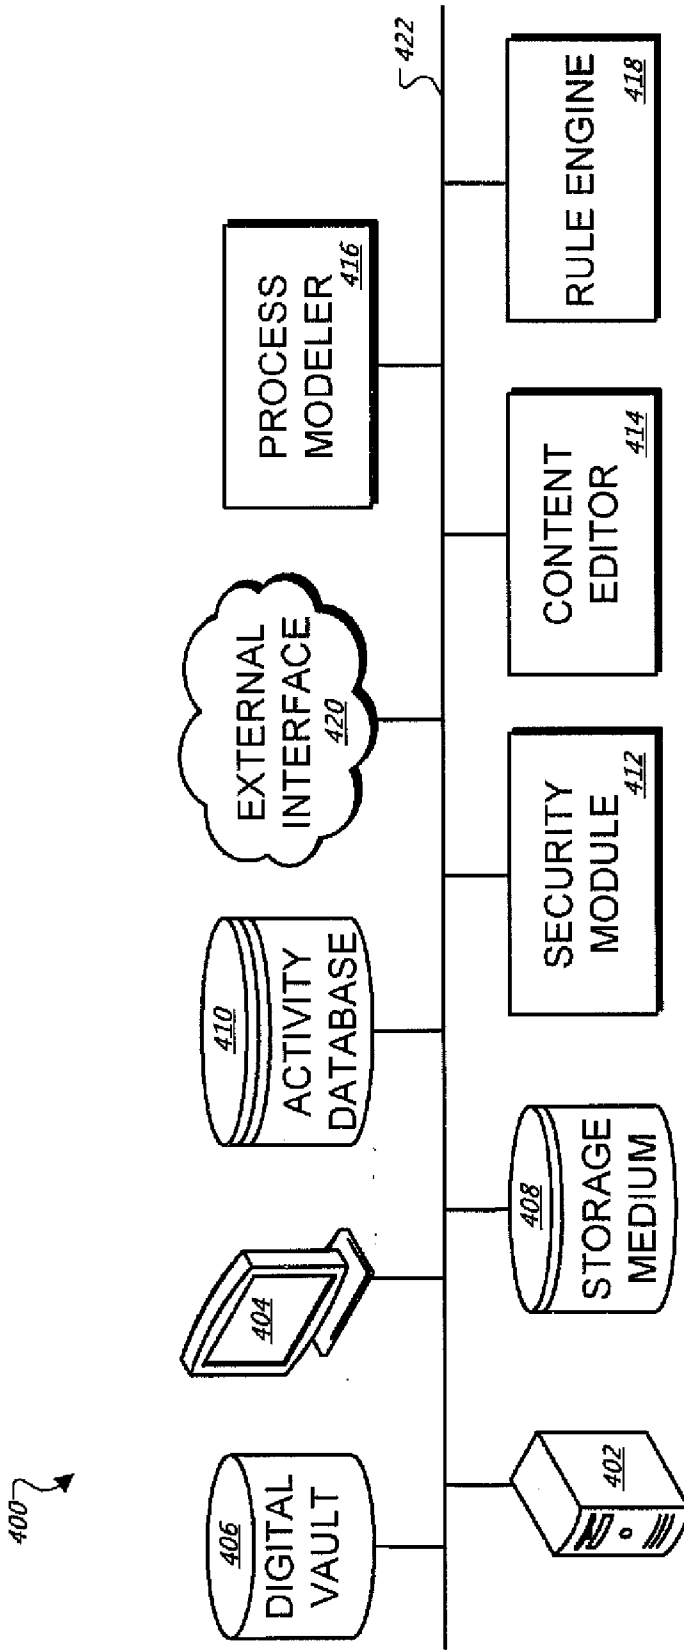 400
406
DIGITAL
VAULT
404
410
ACTIVITY
DATABASE
EXTERNAL
INTERFACE
420
PROCESS
MODELER
416
422
402
408
STORAGE
MEDIUM
SECURITY
MODULE
412
CONTENT
EDITOR
414
RULE ENGINE
418